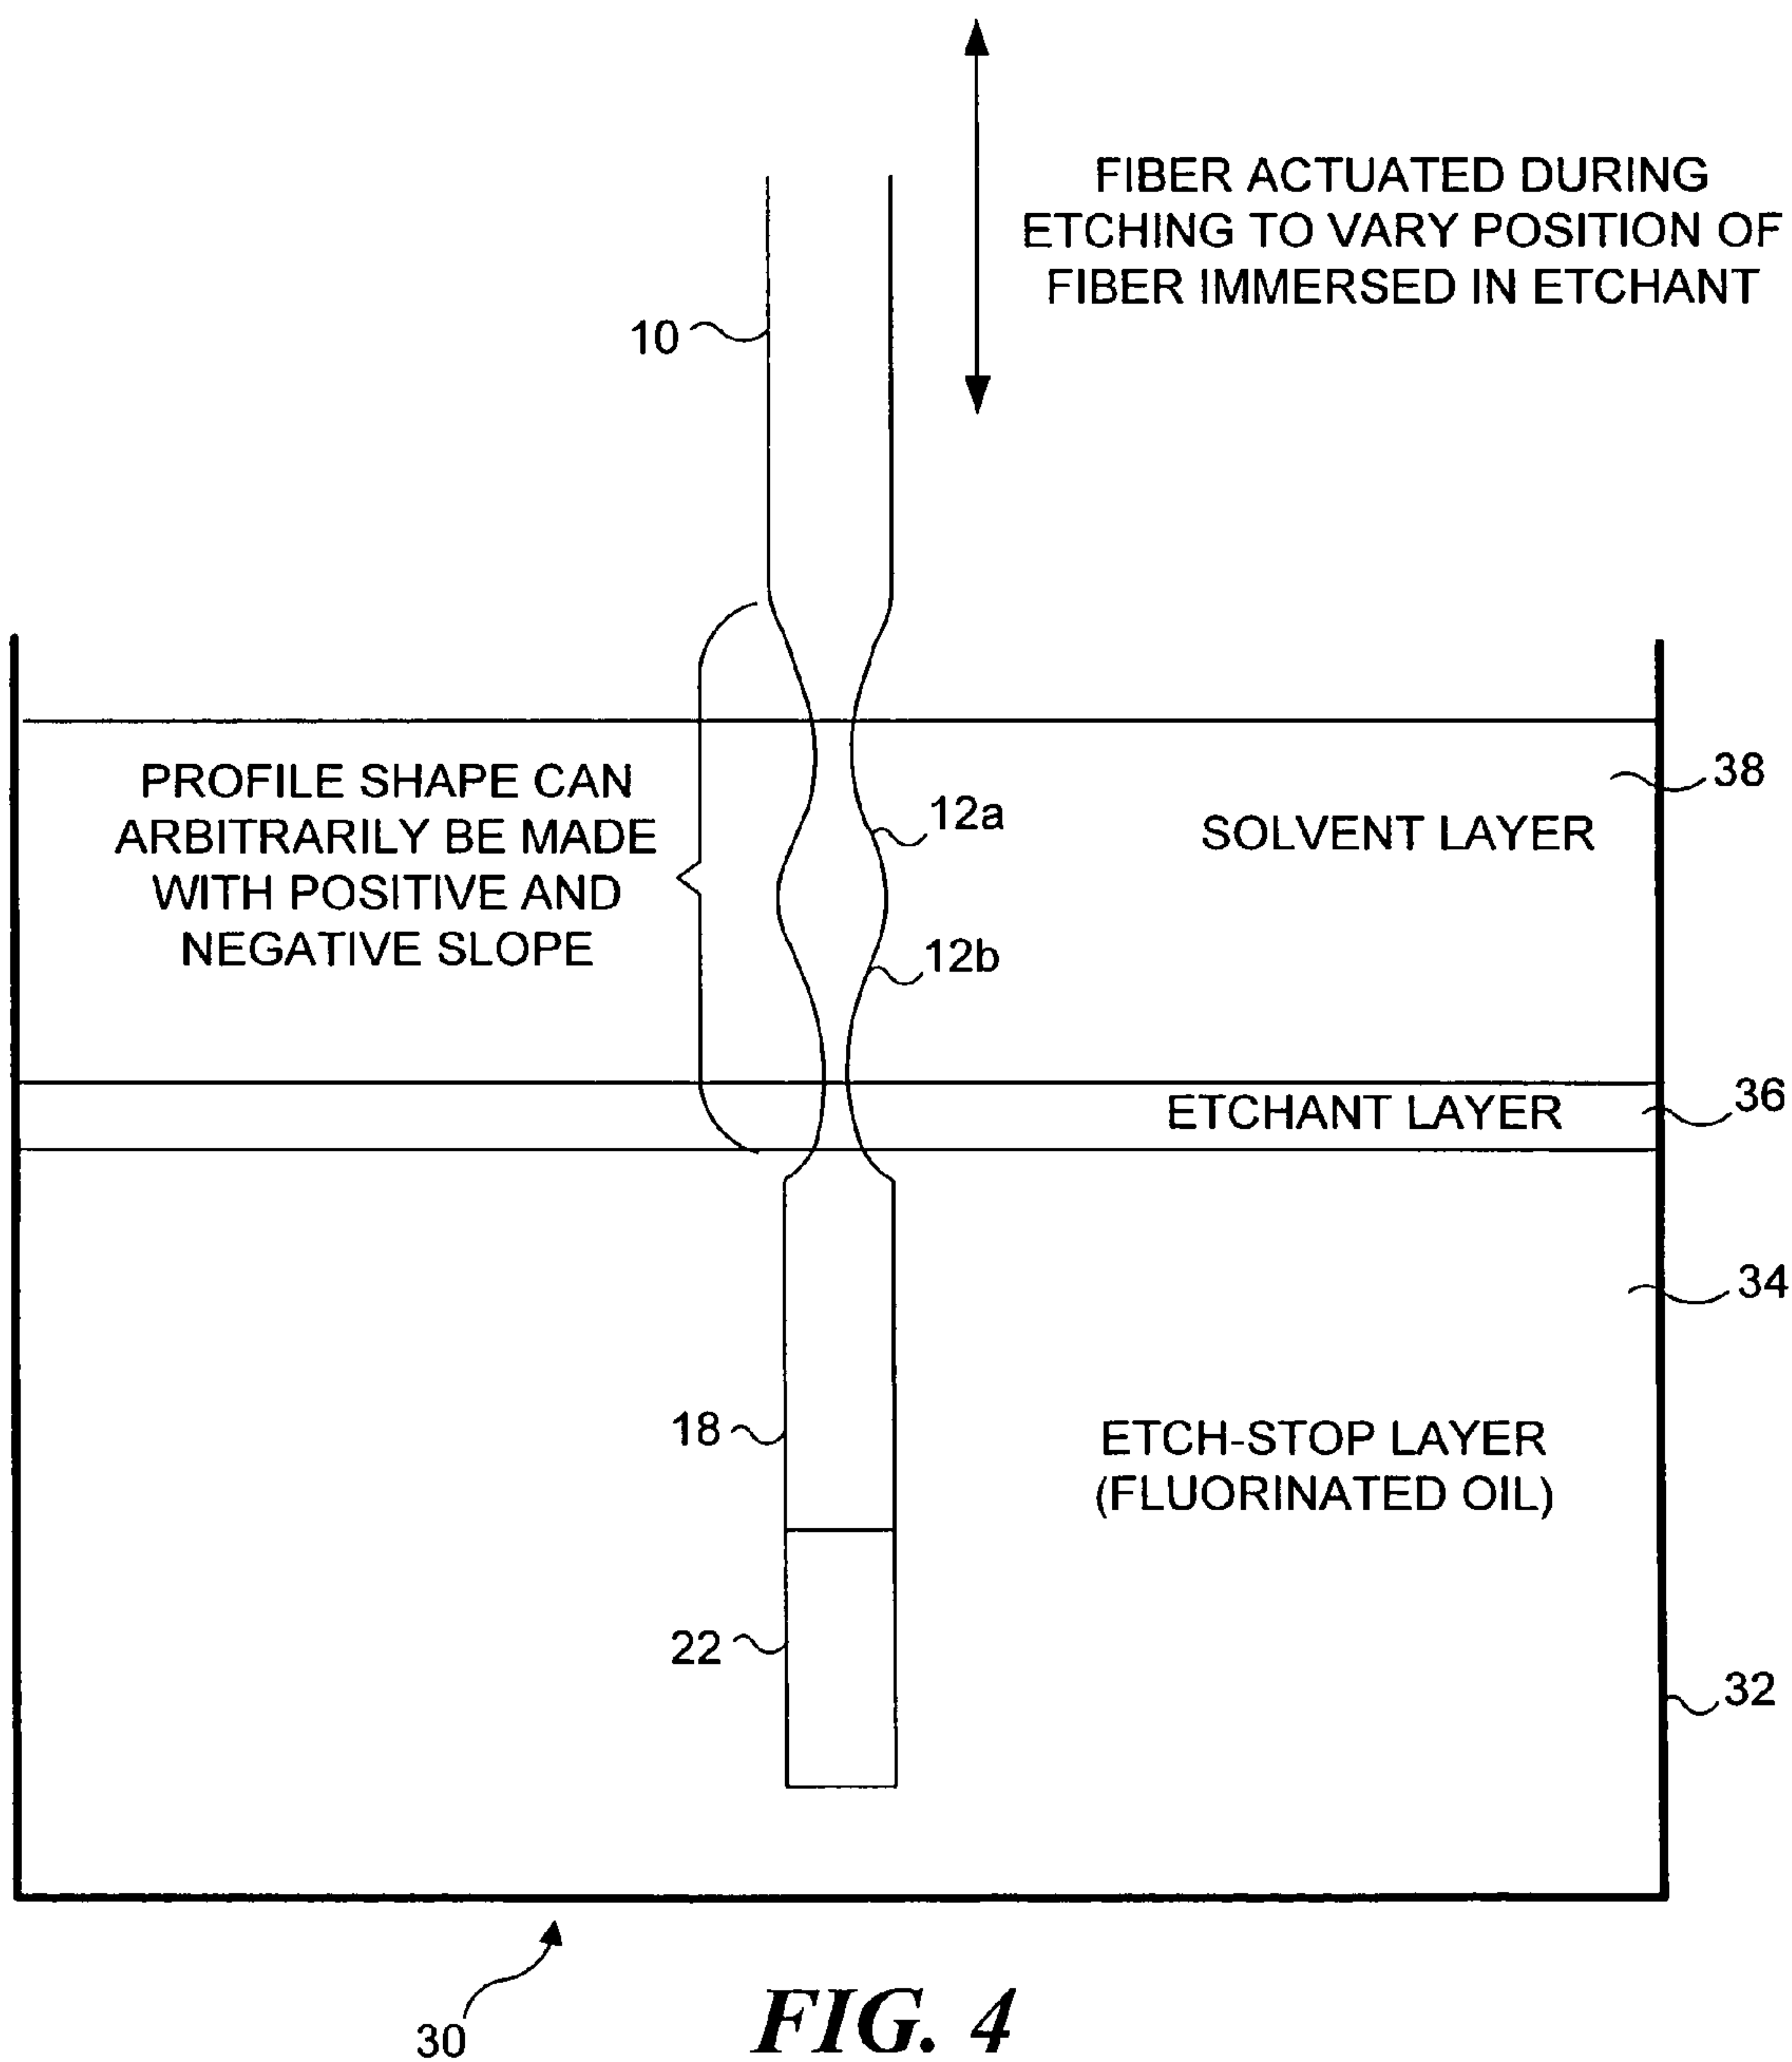 FIBER ACTUATED DURING
ETCHING TO VARY POSITION OF
FIBER IMMERSED IN ETCHANT
10
PROFILE SHAPE CAN
ARBITRARILY BE MADE
WITH POSITIVE AND
NEGATIVE SLOPE
12a
12b
SOLVENT LAYER
38
ETCHANT LAYER
36
34
18
ETCH-STOP LAYER
(FLUORINATED OIL)
22
32
30
FIG. 4